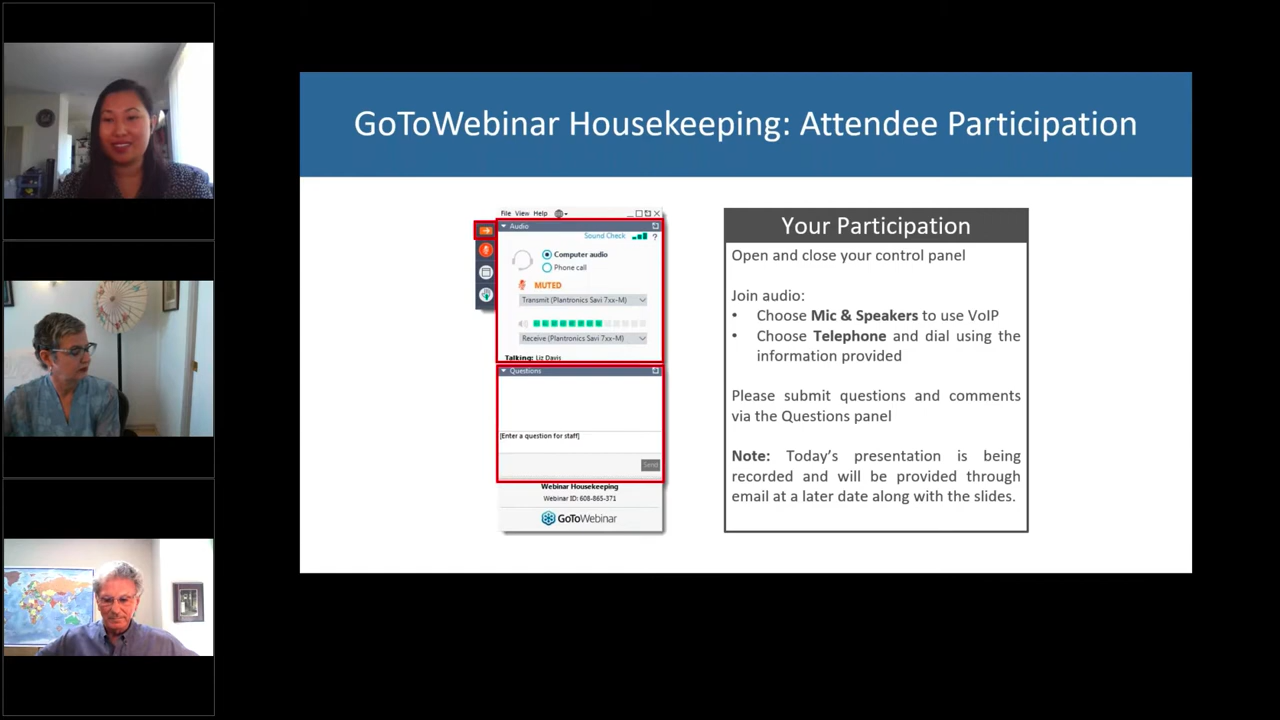 GoToWebinar Housekeeping: Attendee Participation
File View Help
Audio
Sound Check
?
Computer audio
Phone call
MUTED
Transmit (Plantronics Savi 7xx-M)
Receive (Plantronics Savi 7xx-M)
Talking: Liz Davis
Questions
[Enter a question for staff]
Send
Webinar Housekeeping
Webinar ID: 608-865-371
GoToWebinar
Your Participation
Open and close your control panel
Join audio:
• Choose Mic & Speakers to use VoIP
• Choose Telephone and dial using the
information provided
Please submit questions and comments
via the Questions panel
Note: Today's presentation is being
recorded and will be provided through
email at a later date along with the slides.